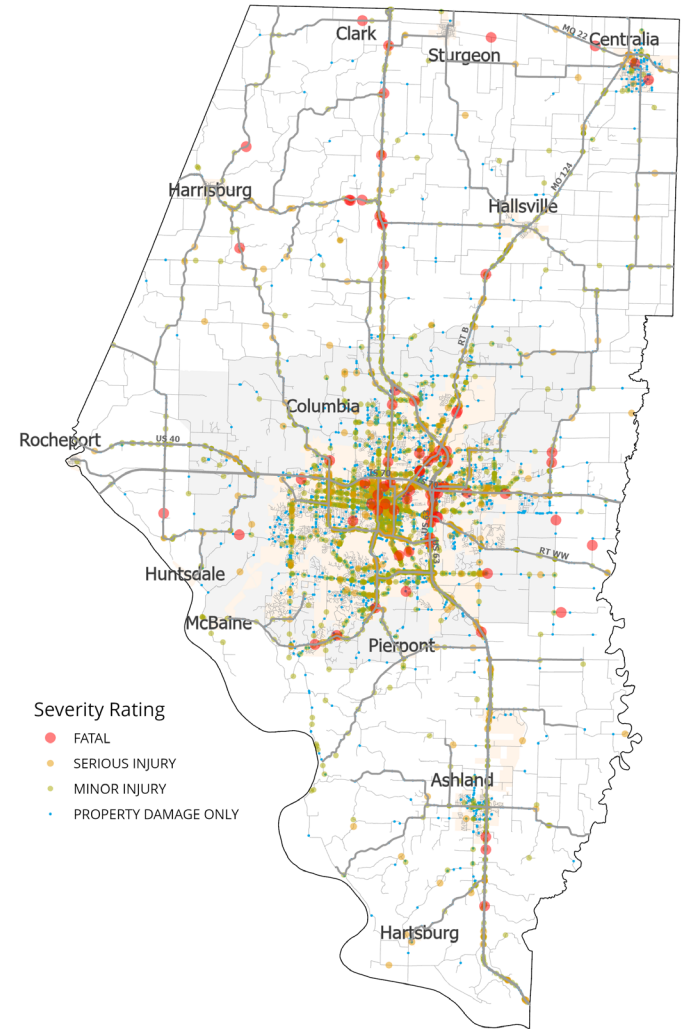 Clark
MO 22
Centralia
Sturgeon
MO 124
Harrisburg
Hallsville
RT B
Columbia
Rocheport
US 40
70
US
US 63
RT WW
Huntsdale
McBaine
Pierpont
Severity Rating
FATAL
SERIOUS INJURY
MINOR INJURY
PROPERTY DAMAGE ONLY
Ashland
Hartsburg